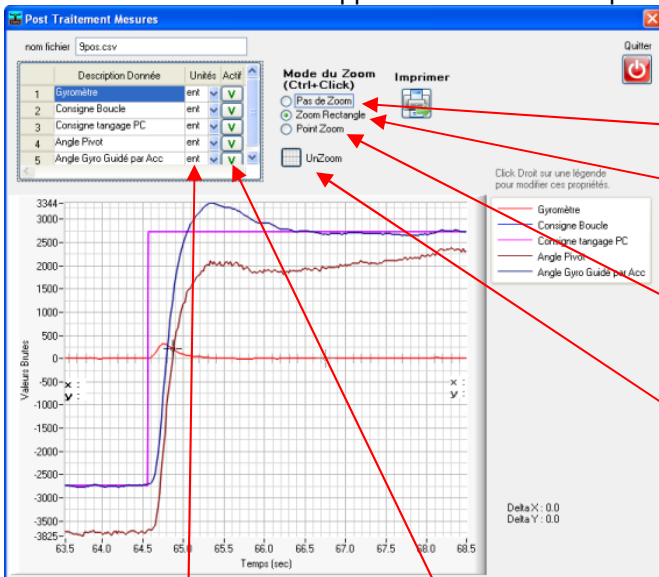 Post Traitement Mesures
nom fichier 9pos.csv
Quitter
Description Donnée Unités Actif
1 Gyromètre ent V
2 Consigne Boucle ent V
3 Consigne tangage PC ent V
4 Angle Pivot ent V
5 Angle Gyro Guidé par Acc ent V
Mode du Zoom
(Ctrl+Click)
Pas de Zoom
Zoom Rectangle
Point Zoom
UnZoom
Imprimer
Click Droit sur une légende
pour modifier ces propriétés.
Gyromètre
Consigne Boucle
Consigne tangage PC
Angle Pivot
Angle Gyro Guidé par Acc
Valeurs Brutes
3344
3000
2500
2000
1500
1000
500
0
-500
-1000
-1500
-2000
-2500
-3000
-3500
-3825
x :
y :
x :
y :
63.5 64.0 64.5 65.0 65.5 66.0 66.5 67.0 67.5 68.0 68.5
Temps (sec)
Delta X : 0.0
Delta Y : 0.0